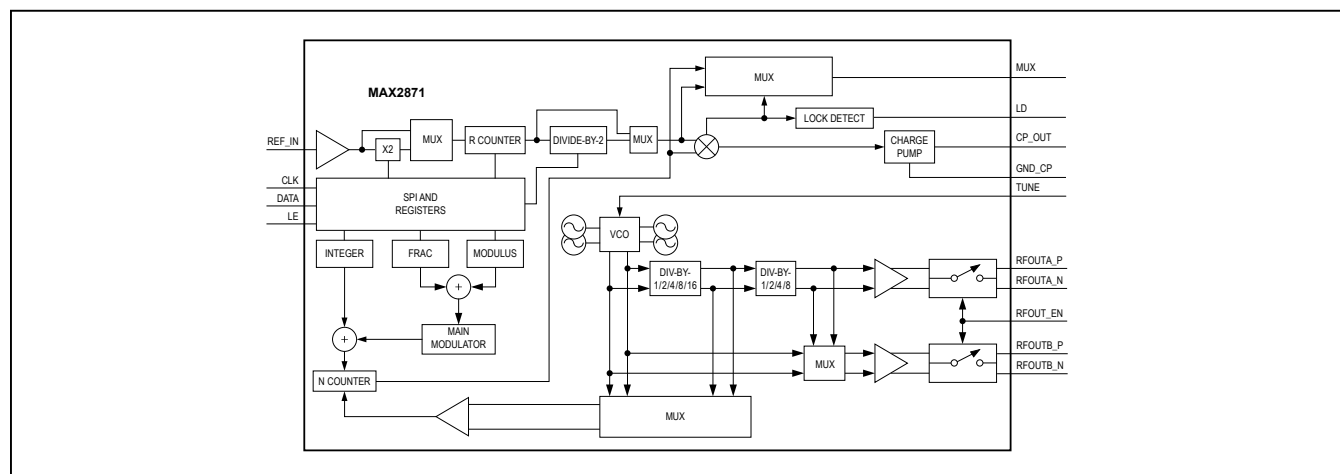 MAX2871
MUX
MUX
LD
LOCK DETECT
REF_IN
X2
MUX
R COUNTER
DIVIDE-BY-2
MUX
CHARGE
PUMP
CP_OUT
GND_CP
CLK
DATA
LE
SPI AND
REGISTERS
TUNE
VCO
INTEGER
FRAC
MODULUS
DIV-BY-
1/2/4/8/16
DIV-BY-
1/2/4/8
RFOUTA_P
RFOUTA_N
+
RFOUT_EN
+
MAIN
MODULATOR
MUX
RFOUTB_P
RFOUTB_N
N COUNTER
MUX